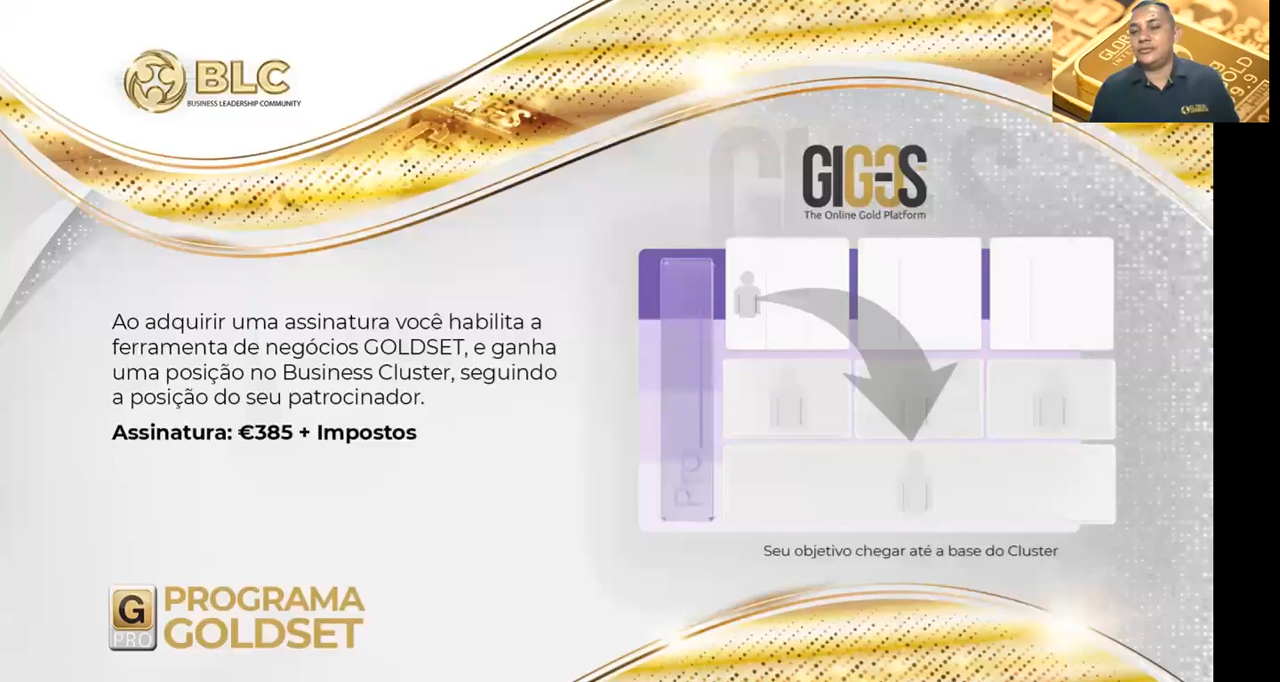 BLC
BUSINESS LEADERSHIP COMMUNITY
GIGOS
The Online Gold Platform
Ao adquirir uma assinatura você habilita a
ferramenta de negócios GOLDSET, e ganha
uma posição no Business Cluster, seguindo
a posição do seu patrocinador.
Assinatura: €385 + Impostos
Pro
Seu objetivo chegar até a base do Cluster
G
PRO
PROGRAMA
GOLDSET